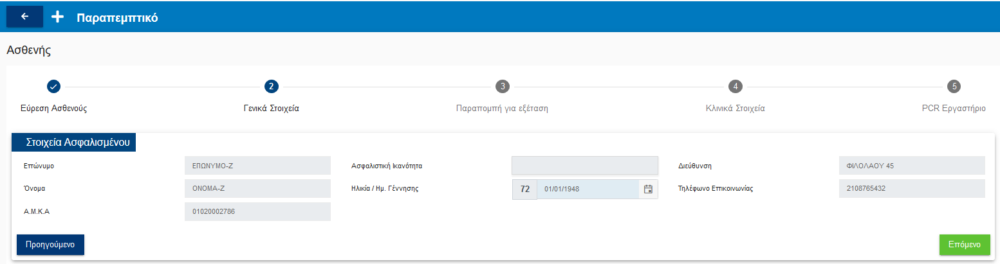 Παραπεμπτικό
Ασθενής
2 3 4 5
Εύρεση Ασθενούς Γενικά Στοιχεία Παραπομπή για εξέταση Κλινικά Στοιχεία PCR Εργαστήριο
Στοιχεία Ασφαλισμένου
Επώνυμο ΕΠΩΝΥΜΟ-Ζ Ασφαλιστική Ικανότητα Διεύθυνση ΦΙΛΟΛΑΟΥ 45
Όνομα ΟΝΟΜΑ-Ζ Ηλικία / Ημ. Γέννησης 72 01/01/1948 Τηλέφωνο Επικοινωνίας 2108765432
Α.Μ.Κ.Α 01020002786
Προηγούμενο Επόμενο